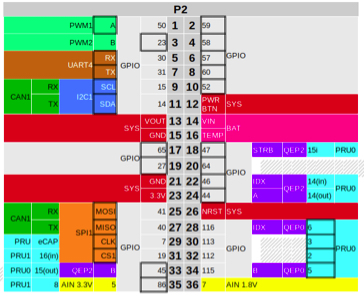 P2
PWM1 A 50 1 2 59
PWM2 B 23 3 4 58
UART4 RX GPIO 30 5 6 57 GPIO
TX 31 7 8 60
CAN1 RX I2C1 SCL 15 9 10 52
TX SDA 14 11 12 PWR BTN SYS
SYS VOUT 13 14 VIN BAT
GND 15 16 TEMP
GPIO 65 17 18 47 GPIO STRB QEP2 15i PRU0
27 19 20 64
SYS GND 21 22 46 IDX QEP2 14(in) PRU0
3.3V 23 24 44 A 14(out)
CAN1 RX SPI1 MOSI GPIO 41 25 26 NRST SYS
TX MISO 40 27 28 116 GPIO IDX QEP0 6 PRU0
PRU eCAP CLK 7 29 30 113 3
PRU1 16(in) CS1 19 31 32 112 2
PRU0 15(out) QEP2 B 45 33 34 115 B QEP0 5
PRU1 8 AIN 3.3V 5 86 35 36 7 AIN 1.8V